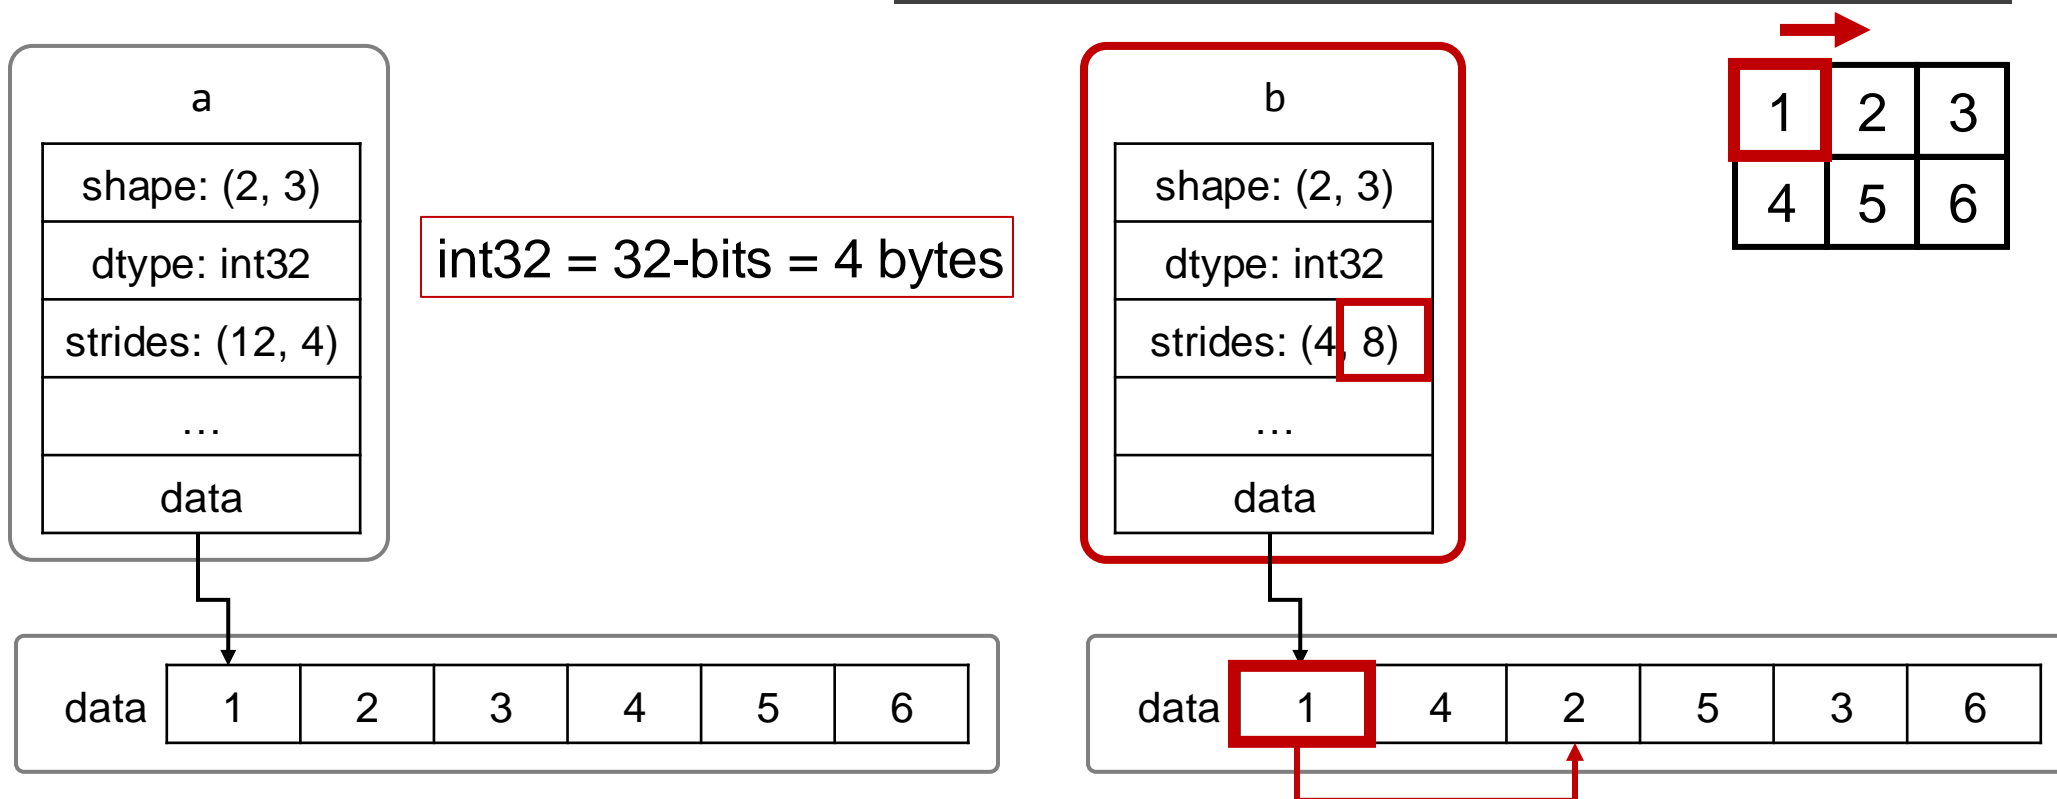 a
shape: (2, 3)
dtype: int32
strides: (12, 4)
…
data
data 1 2 3 4 5 6
int32 = 32-bits = 4 bytes
b
shape: (2, 3)
dtype: int32
strides: (4, 8)
…
data
data 1 4 2 5 3 6
1 2 3
4 5 6